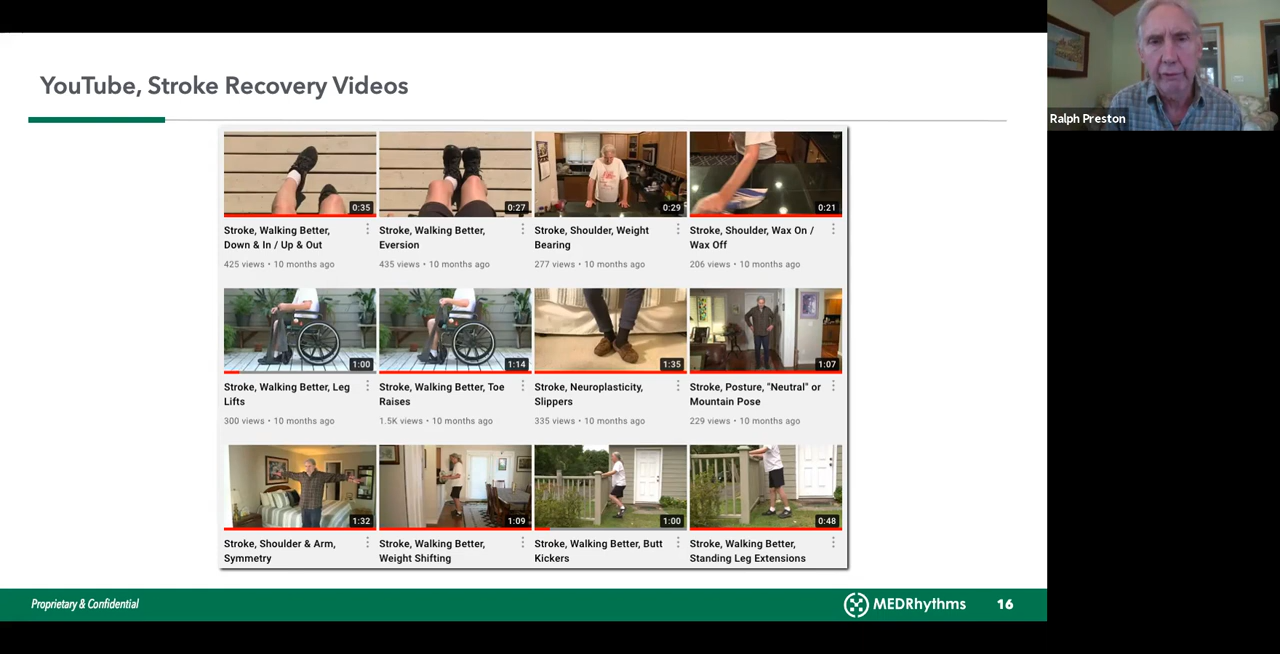 YouTube, Stroke Recovery Videos
Ralph Preston
0:35
0:27
0:29
0:21
Stroke, Walking Better,
Down & In / Up & Out
425 views • 10 months ago
Stroke, Walking Better,
Eversion
435 views • 10 months ago
Stroke, Shoulder, Weight
Bearing
277 views • 10 months ago
Stroke, Shoulder, Wax On /
Wax Off
206 views • 10 months ago
1:00
1:14
1:35
1:07
Stroke, Walking Better, Leg
Lifts
300 views • 10 months ago
Stroke, Walking Better, Toe
Raises
1.5K views • 10 months ago
Stroke, Neuroplasticity,
Slippers
335 views • 10 months ago
Stroke, Posture, "Neutral" or
Mountain Pose
229 views • 10 months ago
1:32
1:09
1:00
0:48
Stroke, Shoulder & Arm,
Symmetry
Stroke, Walking Better,
Weight Shifting
Stroke, Walking Better, Butt
Kickers
Stroke, Walking Better,
Standing Leg Extensions
Proprietary & Confidential
MEDRhythms
16